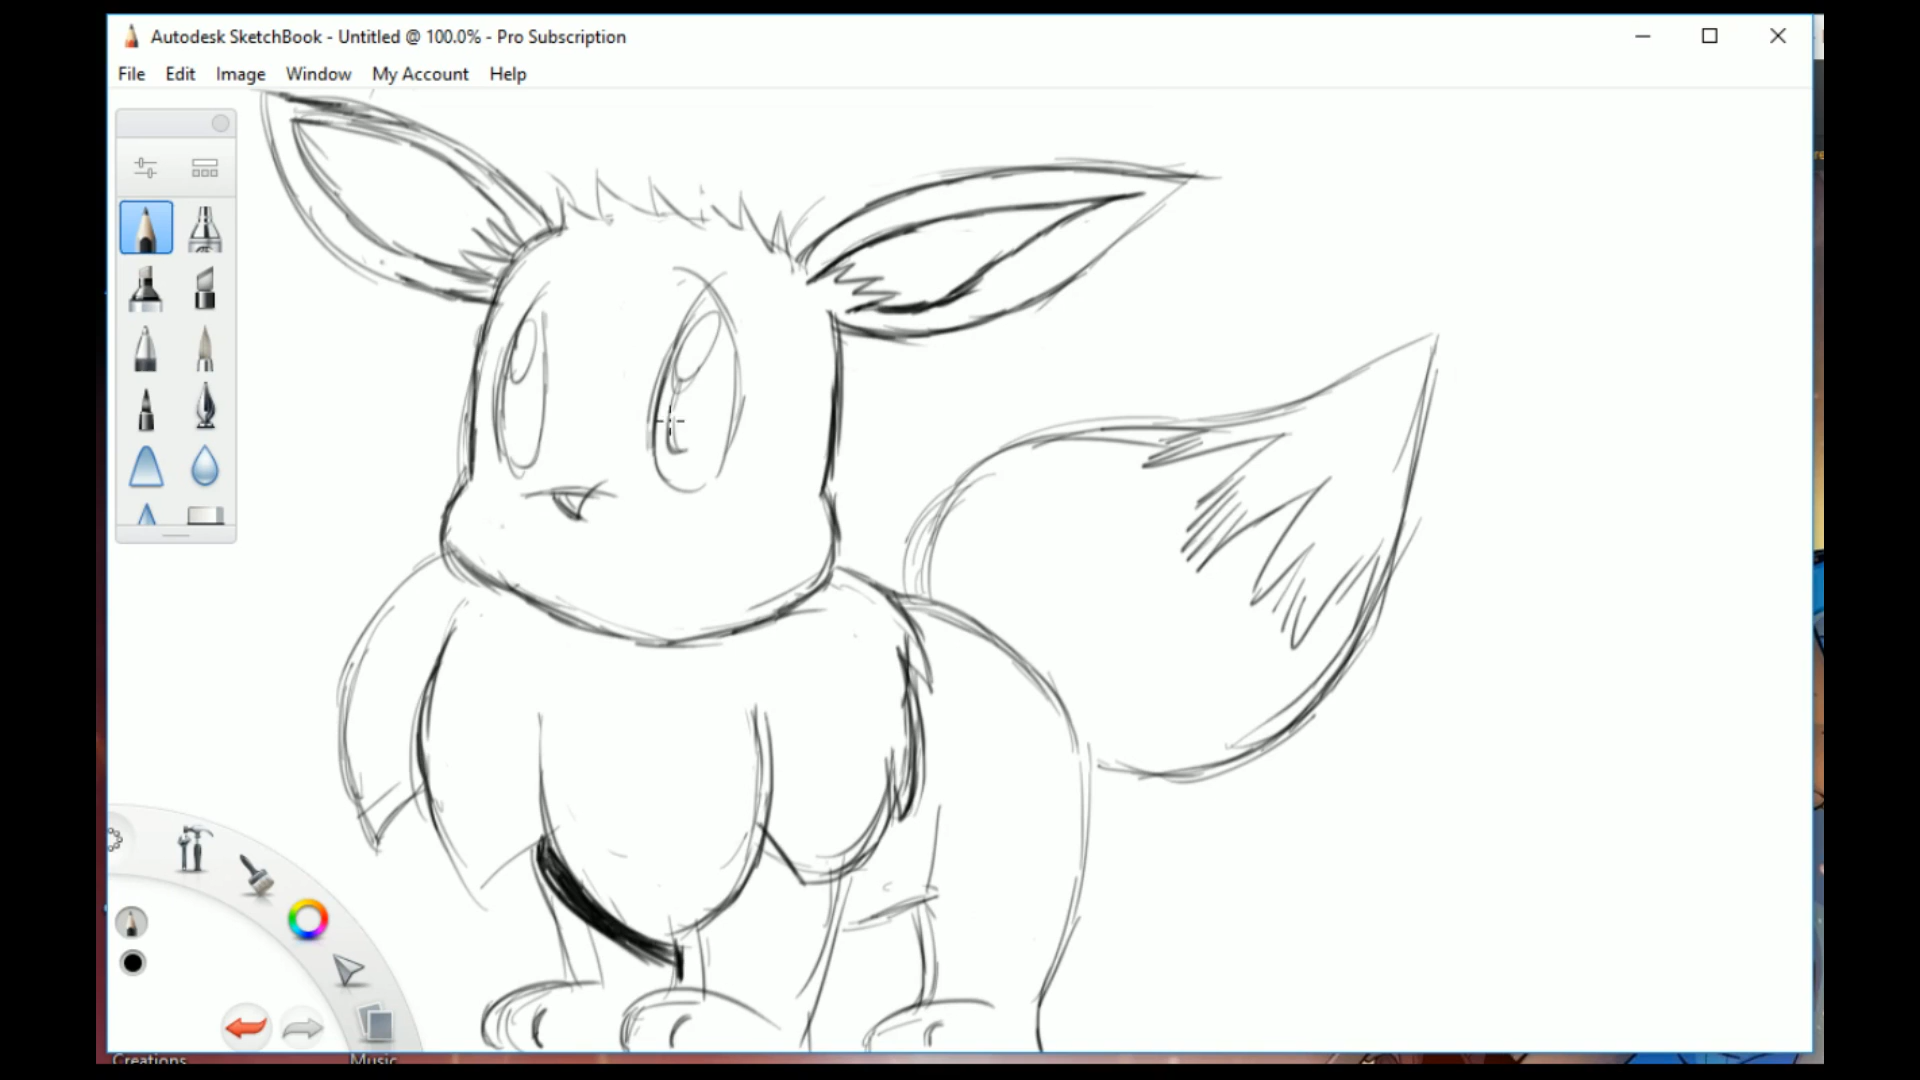 Autodesk SketchBook - Untitled @ 100.0% - Pro Subscription
File Edit Image Window My Account Help
Creations Music